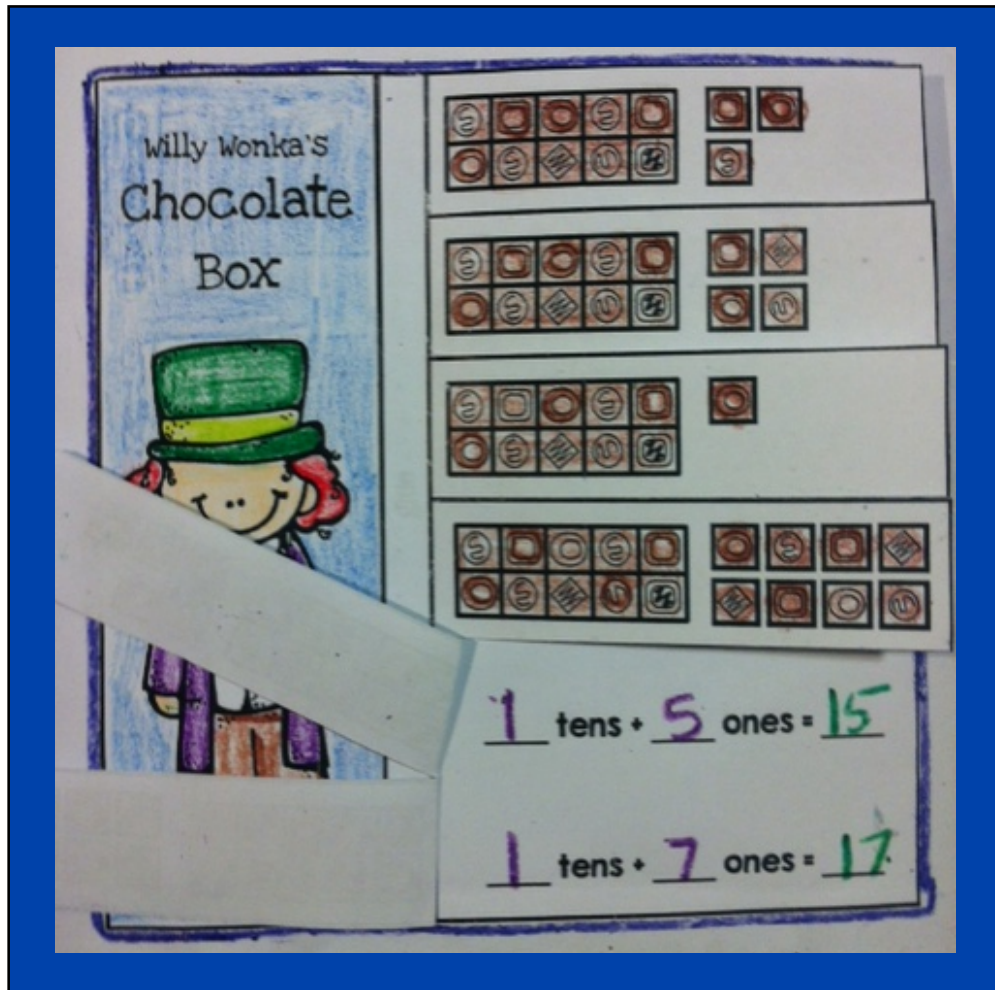 Willy Wonka's
Chocolate
Box
1 tens + 5 ones = 15
1 tens + 7 ones = 17